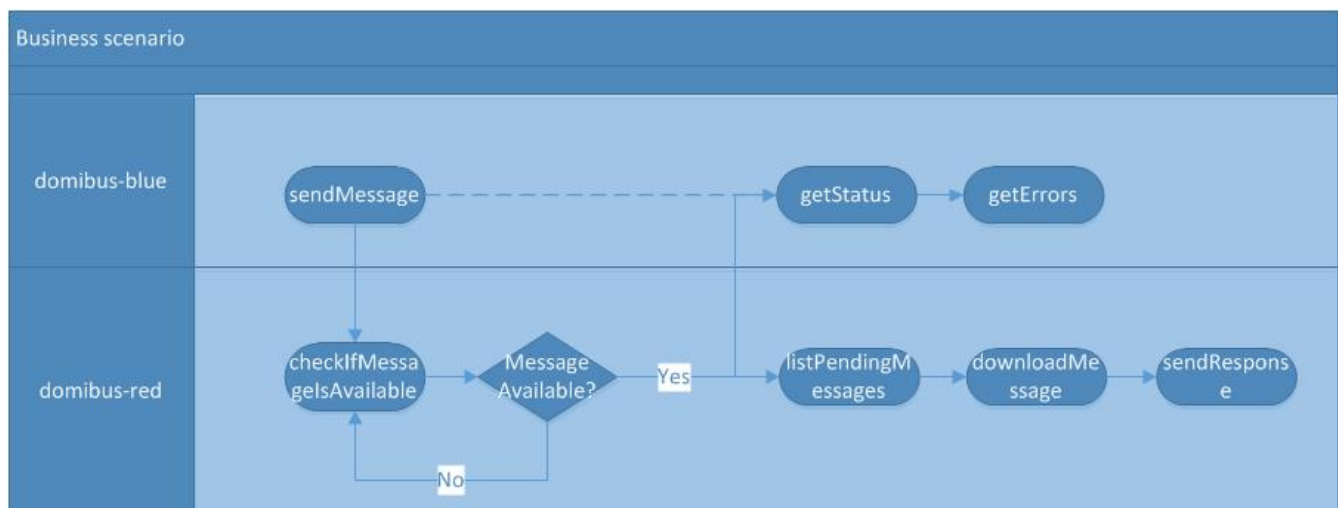 Business scenario
domibus-blue
sendMessage
getStatus
getErrors
domibus-red
checkIfMessa
geIsAvailable
Message
Available?
Yes
listPendingM
essages
downloadMe
ssage
sendRespons
e
No